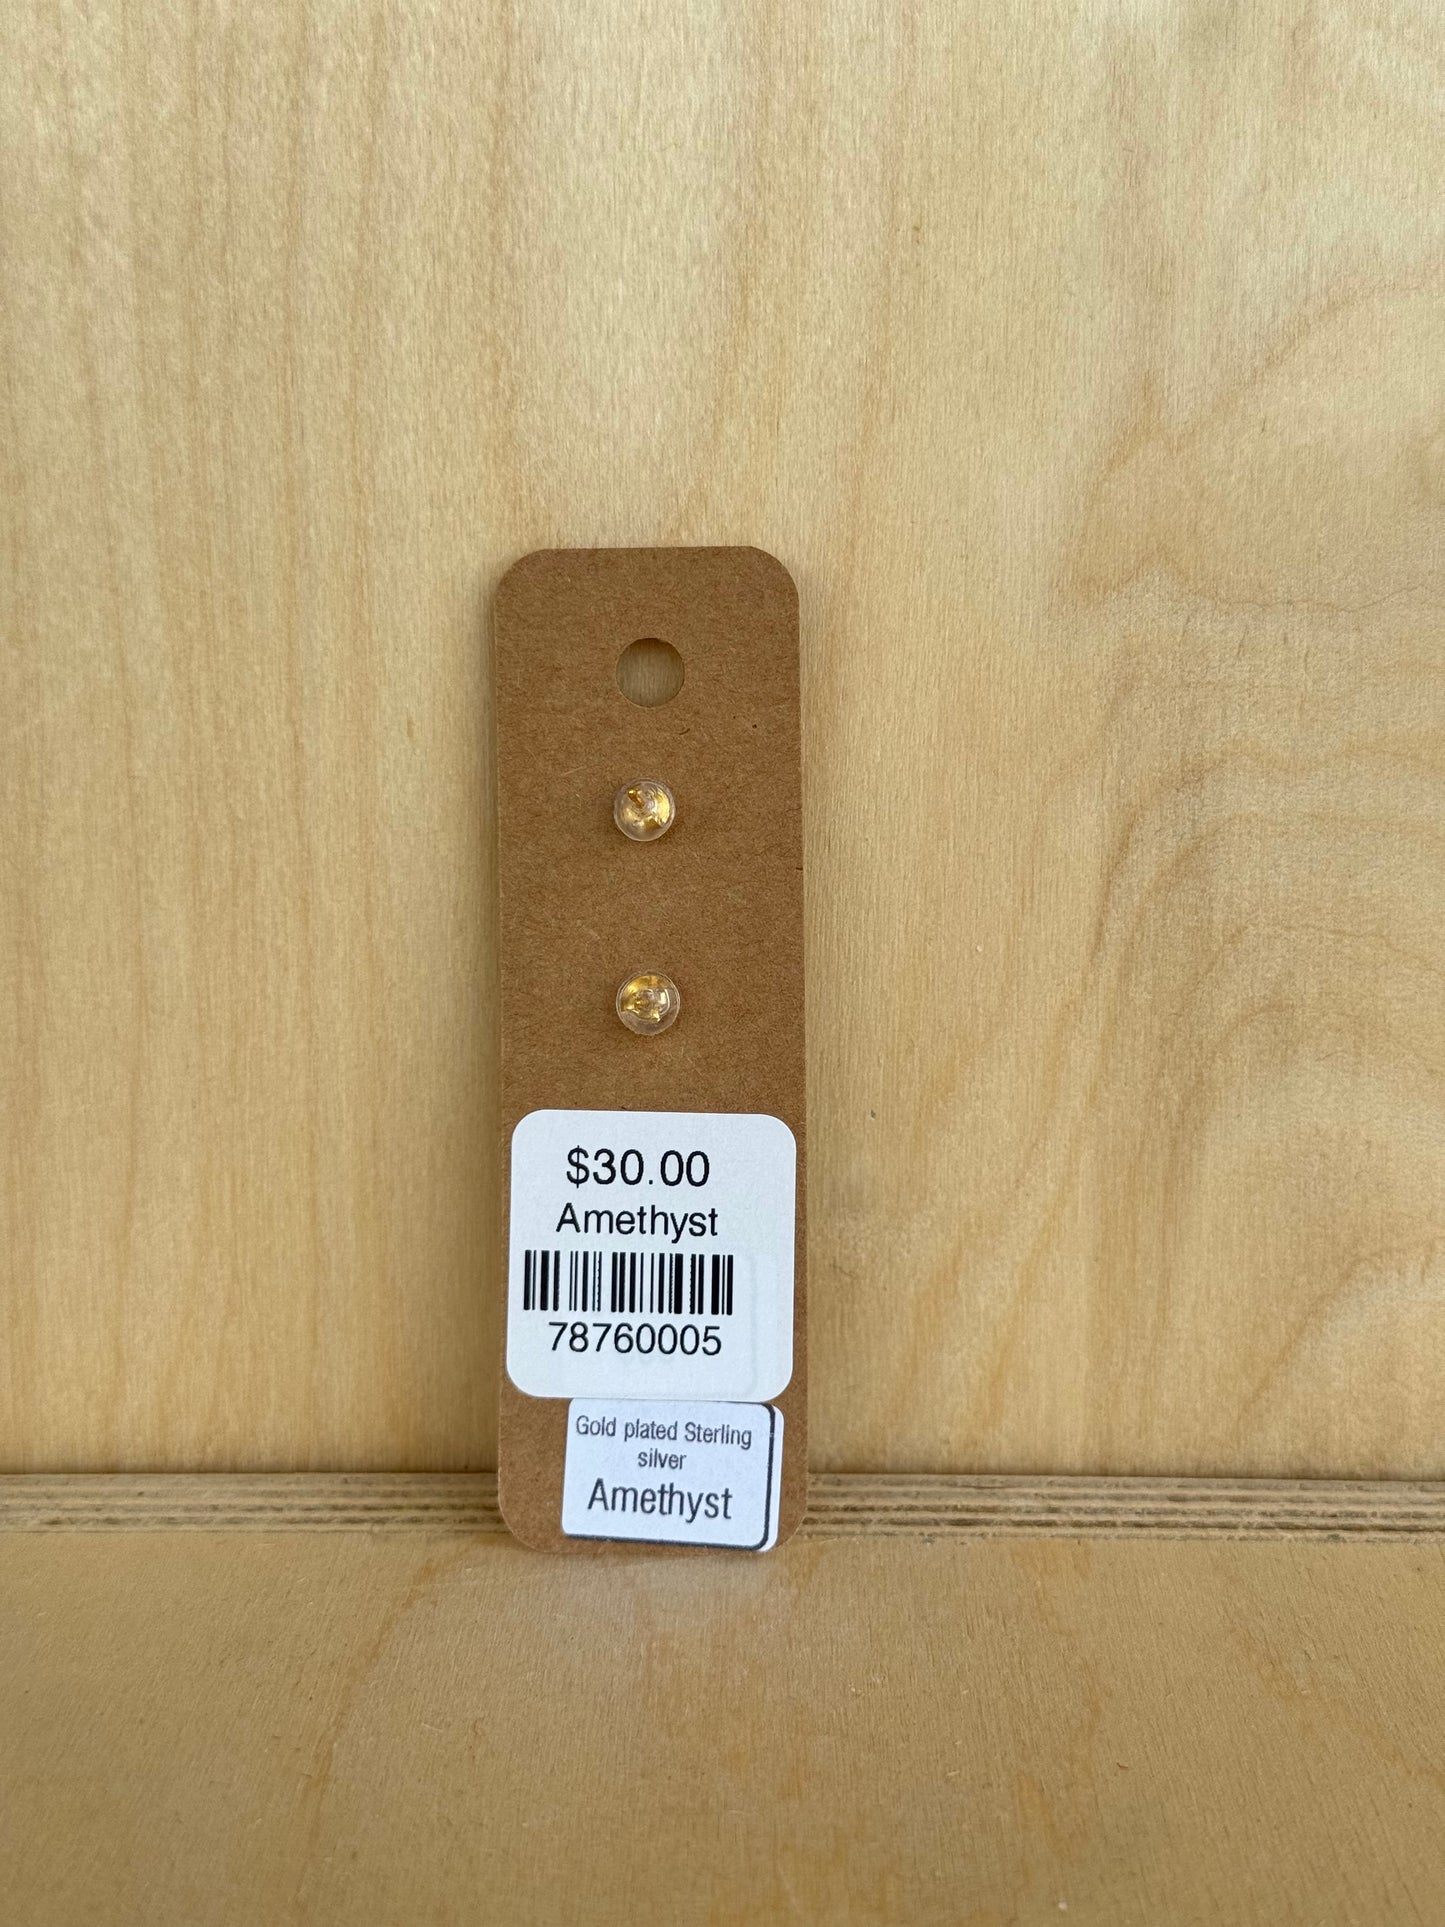 $30.00
Amethyst
78760005
Gold plated Sterling
silver
Amethyst